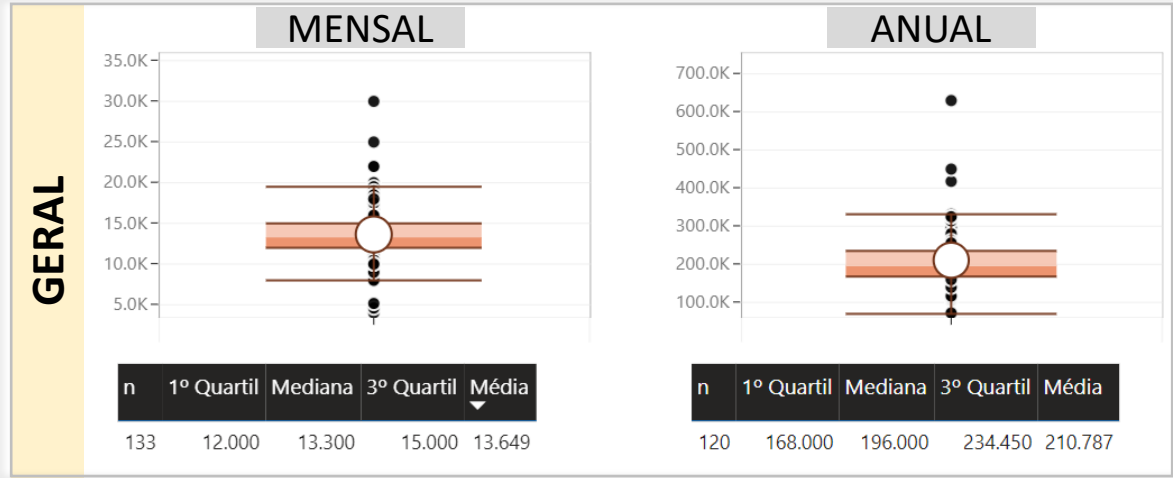 GERAL
MENSAL
35.0K
30.0K
25.0K
20.0K
15.0K
10.0K
5.0K
n 1º Quartil Mediana 3º Quartil Média
133 12.000 13.300 15.000 13.649
ANUAL
700.0K
600.0K
500.0K
400.0K
300.0K
200.0K
100.0K
n 1º Quartil Mediana 3º Quartil Média
120 168.000 196.000 234.450 210.787